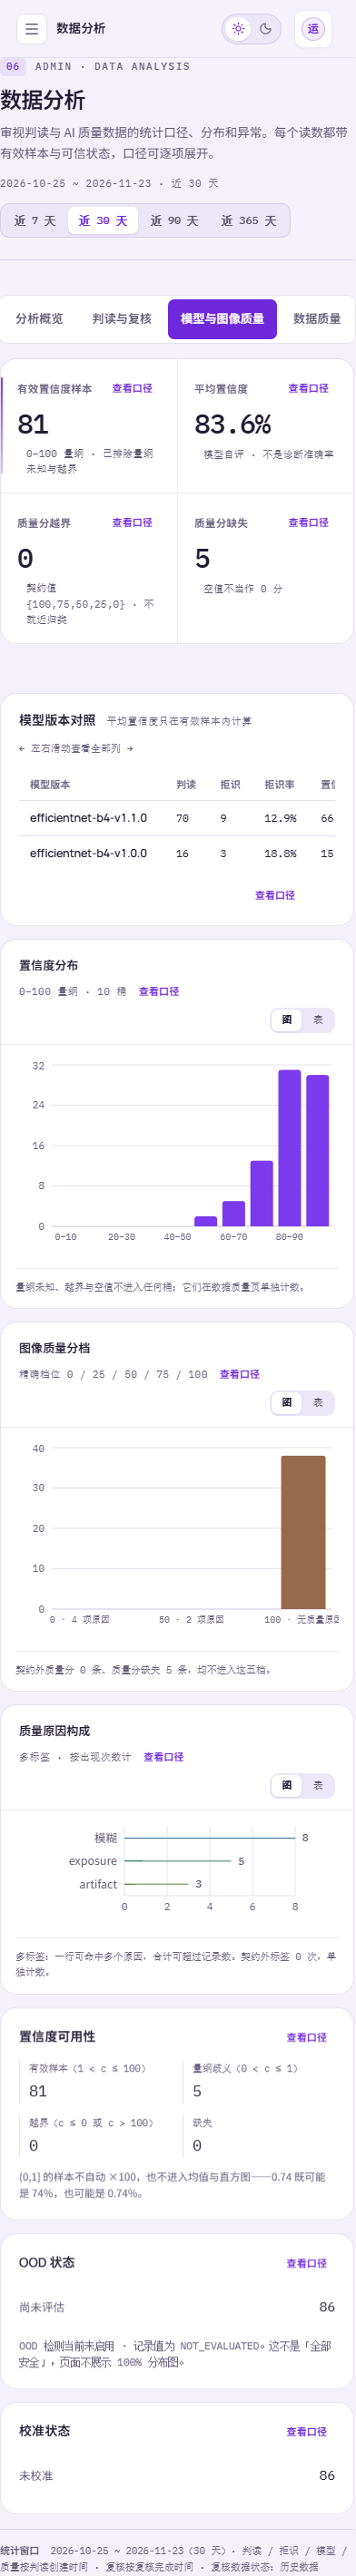 数据分析
运
06 ADMIN · DATA ANALYSIS
数据分析
审视判读与 AI 质量数据的统计口径、分布和异常。每个读数都带
有效样本与可信状态，口径可逐项展开。
2026-10-25 ~ 2026-11-23 · 近 30 天
近 7 天 近 30 天 近 90 天 近 365 天
分析概览 判读与复核 模型与图像质量 数据质量
有效置信度样本 查看口径
81
0–100 量纲 · 已排除量纲
未知与越界
平均置信度 查看口径
83.6%
模型自评 · 不是诊断准确率
质量分越界 查看口径
0
契约值
{100,75,50,25,0} · 不
就近归类
质量分缺失 查看口径
5
空值不当作 0 分
模型版本对照 平均置信度只在有效样本内计算
← 左右滑动查看全部列 →
模型版本 判读 拒识 拒识率
efficientnet-b4-v1.1.0 70 9 12.9% 66
efficientnet-b4-v1.0.0 16 3 18.8% 15
查看口径
置信度分布
0–100 量纲 · 10 桶 查看口径
图 表
32
24
16
8
0
0–10 20–30 40–50 60–70 80–90
量纲未知、越界与空值不进入任何桶；它们在数据质量页单独计数。
图像质量分档
精确档位 0 / 25 / 50 / 75 / 100 查看口径
图 表
40
30
20
10
0
0 · 4 项原因 50 · 2 项原因 100 · 无质量原因
契约外质量分 0 条、质量分缺失 5 条，均不进入这五档。
质量原因构成
多标签 · 按出现次数计 查看口径
图 表
模糊 8
exposure 5
artifact 3
0 2 4 6 8
多标签：一行可命中多个原因，合计可超过记录数。契约外标签 0 次，单
独计数。
置信度可用性 查看口径
有效样本（1 < c ≤ 100）
81
量纲歧义（0 < c ≤ 1）
5
越界（c ≤ 0 或 c > 100）
0
缺失
0
(0,1] 的样本不自动 ×100，也不进入均值与直方图——0.74 既可能
是 74%，也可能是 0.74%。
OOD 状态 查看口径
尚未评估 86
OOD 检测当前未启用 · 记录值为 NOT_EVALUATED。这不是「全部
安全」，页面不展示 100% 分布图。
校准状态 查看口径
未校准 86
统计窗口 2026-10-25 ~ 2026-11-23（30 天）· 判读 / 拒识 / 模型 /
质量按判读创建时间 · 复核按复核完成时间 · 复核数据状态：历史数据